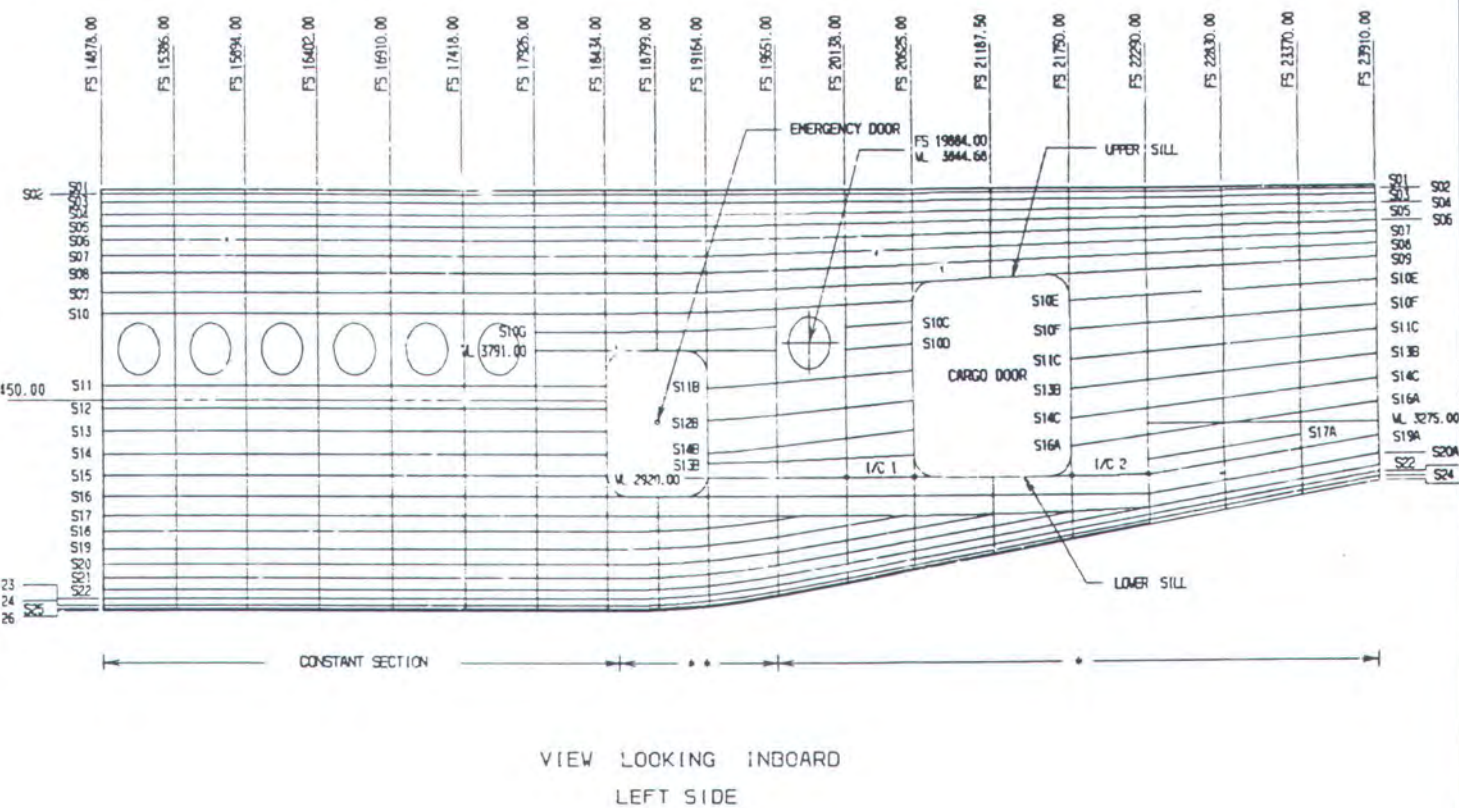 FS 14878.00
FS 15386.00
FS 15894.00
FS 16402.00
FS 16910.00
FS 17418.00
FS 17926.00
FS 18434.00
FS 18799.00
FS 19164.00
FS 19651.00
FS 20138.00
FS 20625.00
FS 21187.50
FS 21750.00
FS 22290.00
FS 22830.00
FS 23370.00
FS 23910.00
EMERGENCY DOOR
FS 19884.00
WL 3844.68
UPPER SILL
S02
S01
S03
S04
S05
S06
S07
S08
S09
S10
S10G
WL 3791.00
S11
450.00
S12
S13
S14
S15
S16
S17
S18
S19
S20
S21
S22
23
24
S25
26
S11B
S12B
S14B
S13B
WL 2920.00
S10C
S10D
I/C 1
CARGO DOOR
S10E
S10F
S11C
S13B
S14C
S16A
I/C 2
LOWER SILL
S01
S02
S03
S04
S05
S06
S07
S08
S09
S10E
S10F
S11C
S13B
S14C
S16A
WL 3275.00
S17A
S19A
S20A
S22
S24
CONSTANT SECTION
* *
*
VIEW LOOKING INBOARD
LEFT SIDE